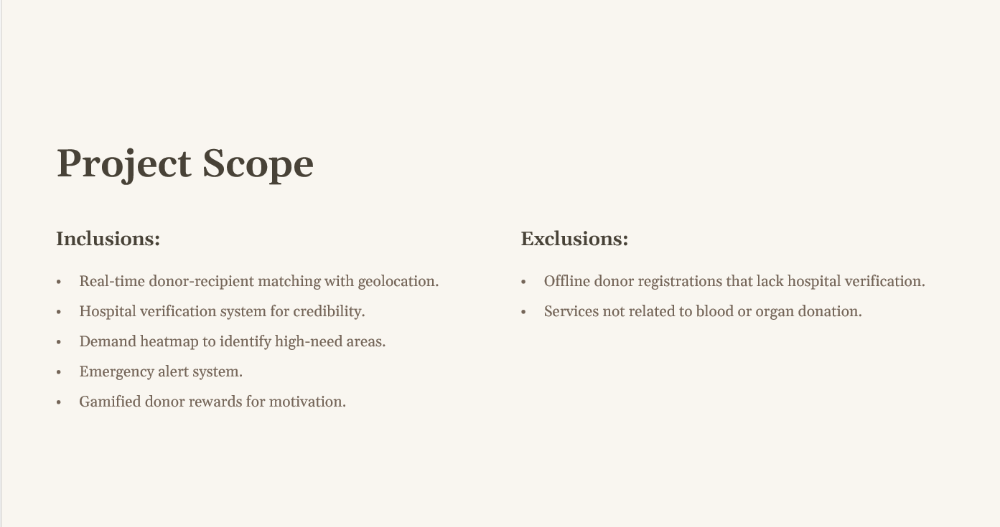 Project Scope
Inclusions:
• Real-time donor-recipient matching with geolocation.
• Hospital verification system for credibility.
• Demand heatmap to identify high-need areas.
• Emergency alert system.
• Gamified donor rewards for motivation.
Exclusions:
• Offline donor registrations that lack hospital verification.
• Services not related to blood or organ donation.